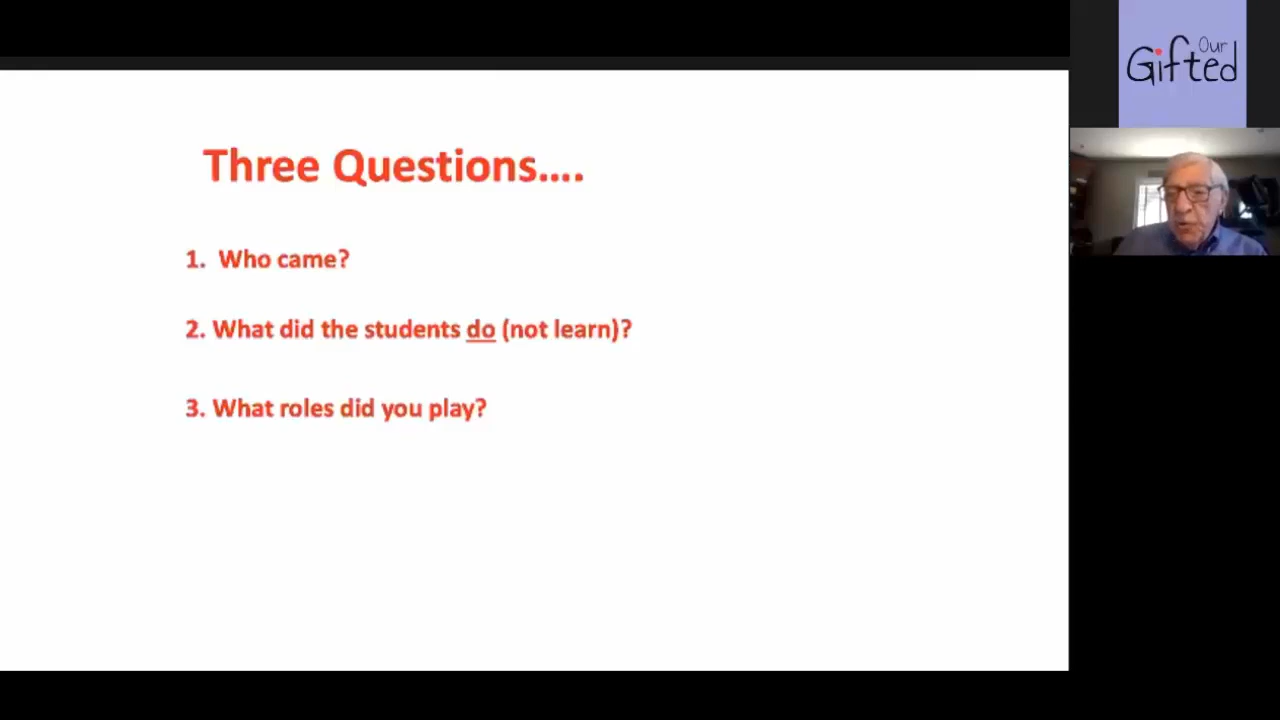 Three Questions....
1. Who came?
2. What did the students do (not learn)?
3. What roles did you play?
Our
Gifted